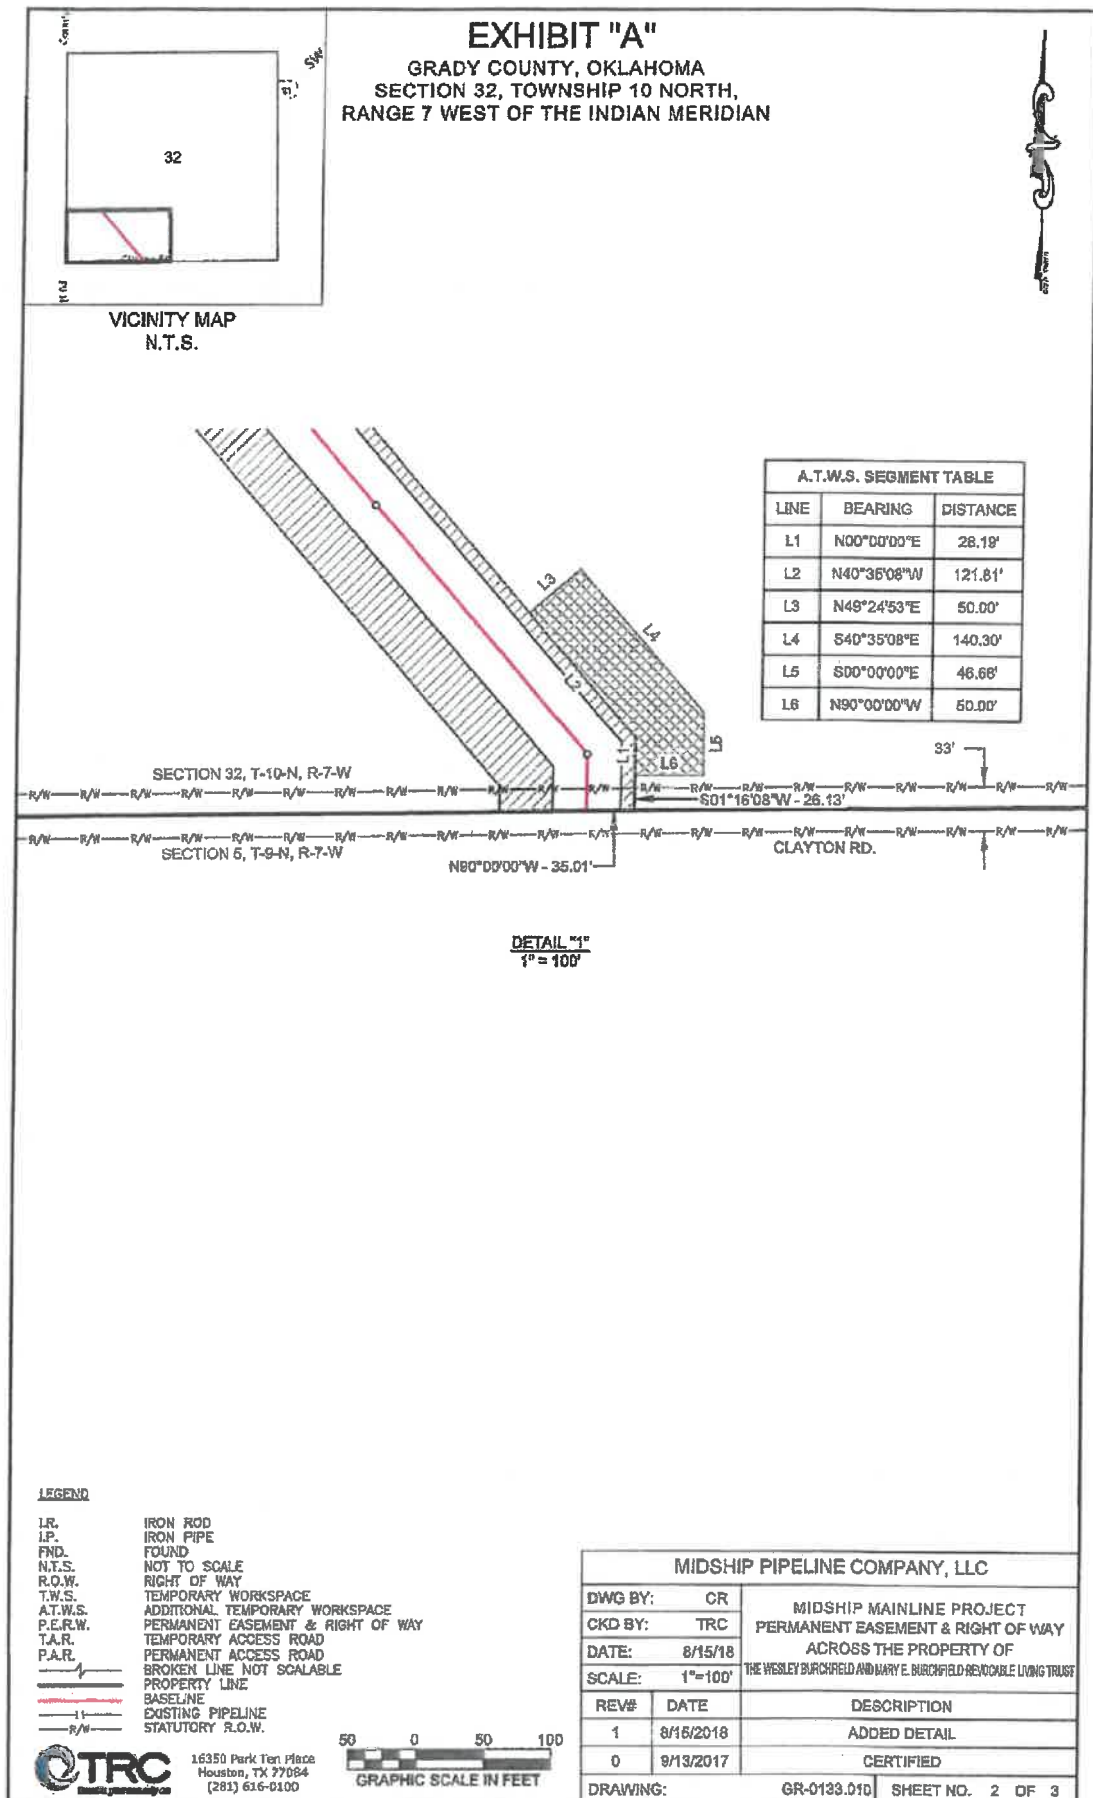 EXHIBIT "A"
GRADY COUNTY, OKLAHOMA
SECTION 32, TOWNSHIP 10 NORTH,
RANGE 7 WEST OF THE INDIAN MERIDIAN
32
VICINITY MAP
N.T.S.
A.T.W.S. SEGMENT TABLE
LINE BEARING DISTANCE
L1 N00°00'00"E 28.19'
L2 N40°35'08"W 121.81'
L3 N49°24'53"E 50.00'
L4 S40°35'08"E 140.30'
L5 S00°00'00"E 46.66'
L6 N90°00'00"W 50.00'
L3
L4
L2
L1
L5
L6
33'
SECTION 32, T-10-N, R-7-W
R/W R/W R/W R/W R/W R/W R/W R/W R/W R/W R/W R/W R/W R/W R/W R/W R/W R/W R/W R/W R/W
S01°16'08"W - 26.13'
R/W R/W R/W R/W R/W R/W R/W R/W R/W R/W R/W R/W R/W R/W R/W R/W R/W R/W R/W R/W R/W
SECTION 5, T-9-N, R-7-W
CLAYTON RD.
N90°00'00"W - 35.01'
DETAIL "1"
1" = 100'
LEGEND
I.R. IRON ROD
I.P. IRON PIPE
FND. FOUND
N.T.S. NOT TO SCALE
R.O.W. RIGHT OF WAY
T.W.S. TEMPORARY WORKSPACE
A.T.W.S. ADDITIONAL TEMPORARY WORKSPACE
P.E.R.W. PERMANENT EASEMENT & RIGHT OF WAY
T.A.R. TEMPORARY ACCESS ROAD
P.A.R. PERMANENT ACCESS ROAD
BROKEN LINE NOT SCALABLE
PROPERTY LINE
BASELINE
EXISTING PIPELINE
R/W STATUTORY R.O.W.
TRC
16350 Park Ten Place
Houston, TX 77084
(281) 616-0100
50 0 50 100
GRAPHIC SCALE IN FEET
MIDSHIP PIPELINE COMPANY, LLC
DWG BY: CR
CKD BY: TRC
DATE: 8/15/18
SCALE: 1"=100'
MIDSHIP MAINLINE PROJECT
PERMANENT EASEMENT & RIGHT OF WAY
ACROSS THE PROPERTY OF
THE WESLEY BURCHFIELD AND MARY E. BURCHFIELD REVOCABLE LIVING TRUST
REV# DATE DESCRIPTION
1 8/15/2018 ADDED DETAIL
0 9/13/2017 CERTIFIED
DRAWING: GR-0133.010 SHEET NO. 2 OF 3